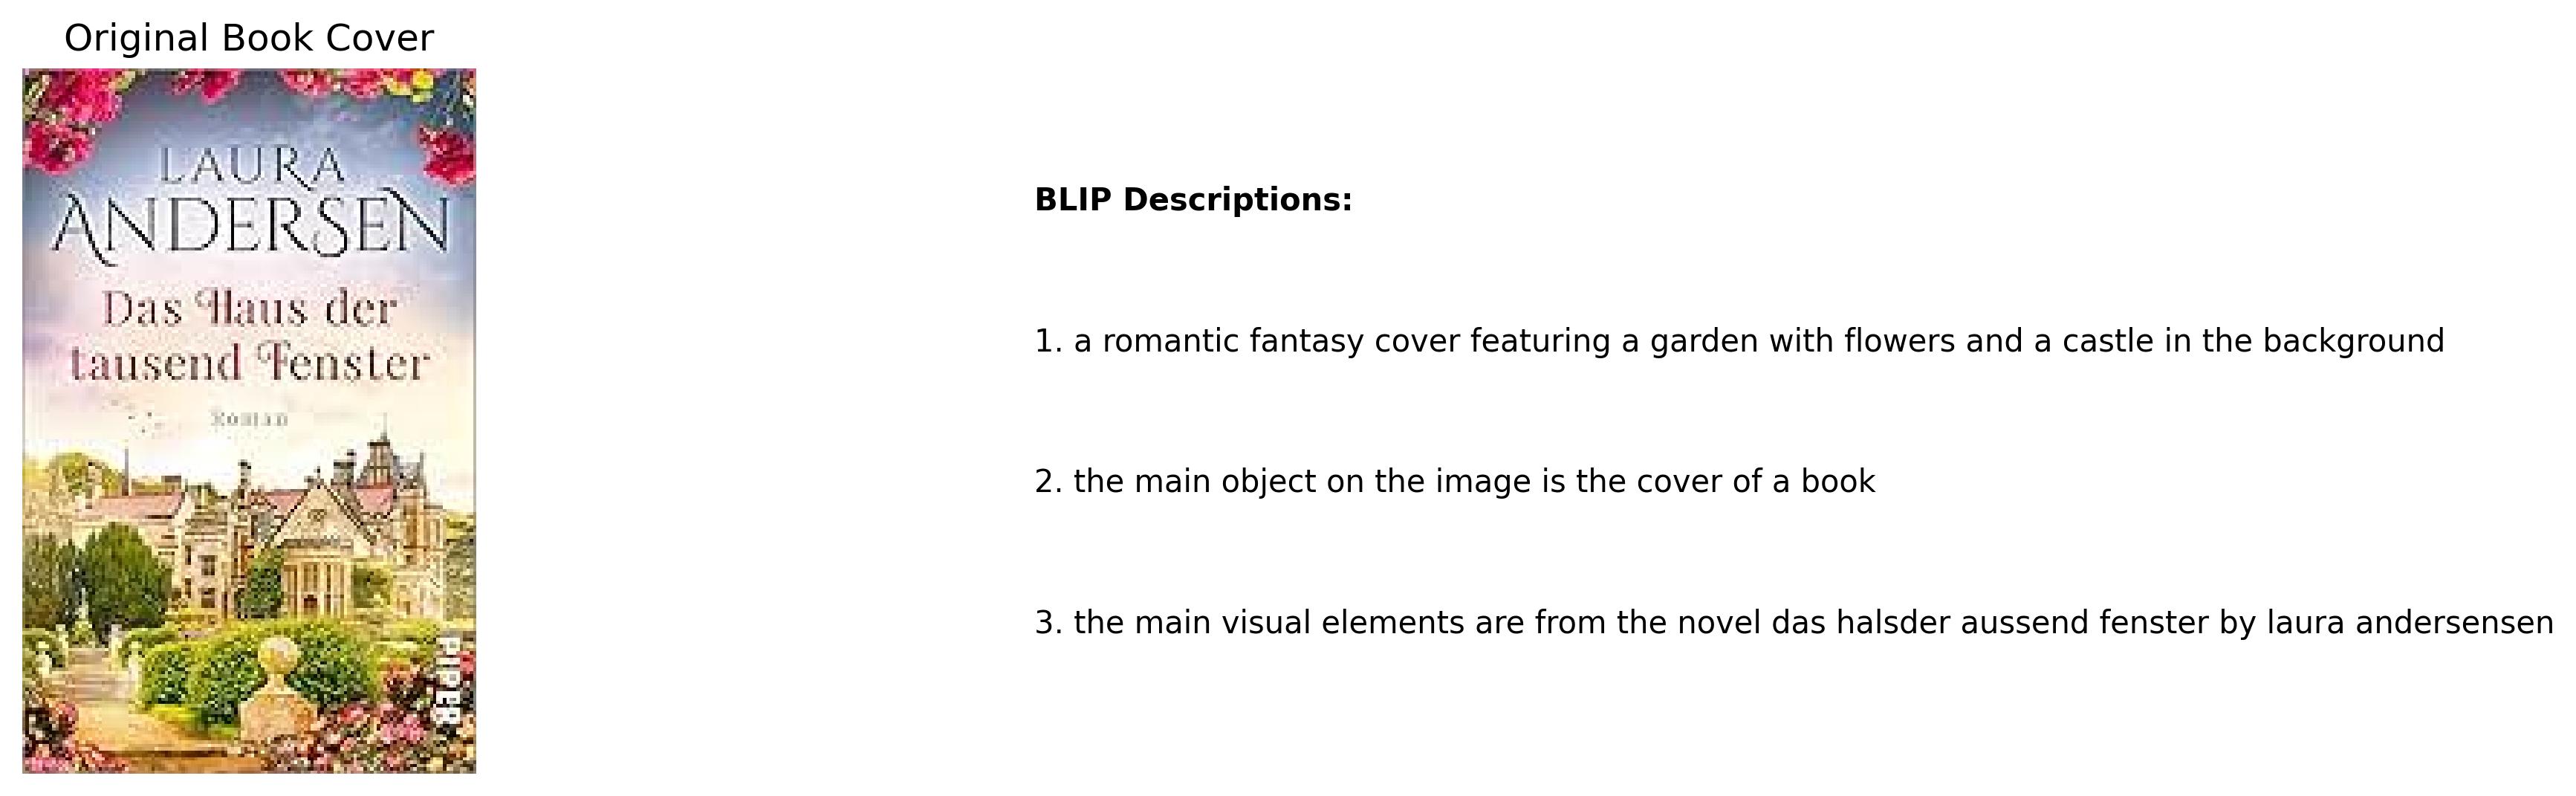 Original Book Cover
LAURA
ANDERSEN
Das Haus der
tausend Fenster
Roman
PIPER
BLIP Descriptions:
1. a romantic fantasy cover featuring a garden with flowers and a castle in the background
2. the main object on the image is the cover of a book
3. the main visual elements are from the novel das halsder aussend fenster by laura andersensen